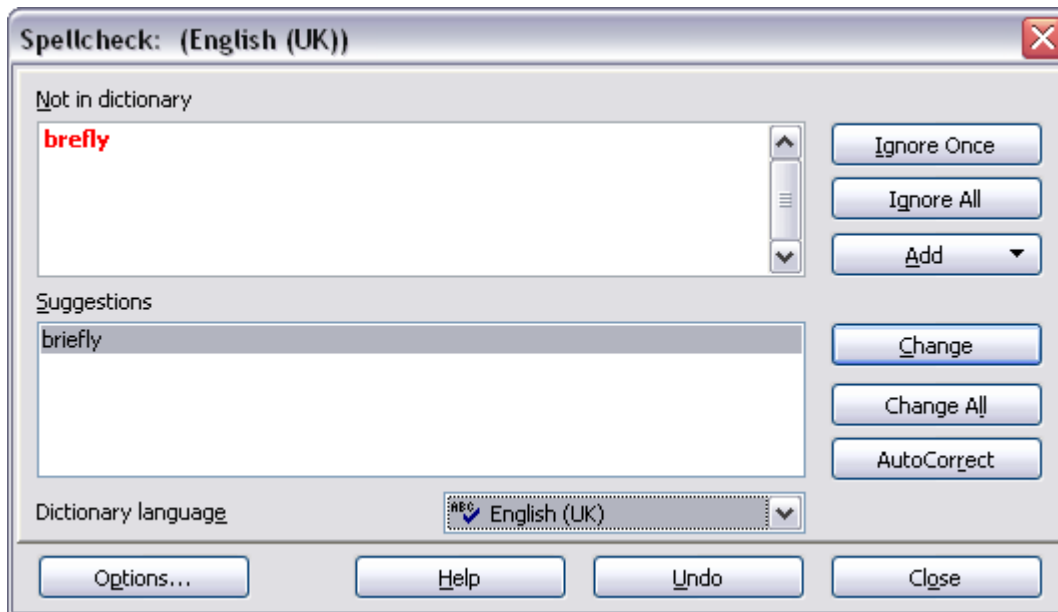 Spellcheck: (English (UK))
Not in dictionary
brefly
Ignore Once
Ignore All
Add
Suggestions
briefly
Change
Change All
AutoCorrect
Dictionary language
ABC English (UK)
Options...
Help
Undo
Close